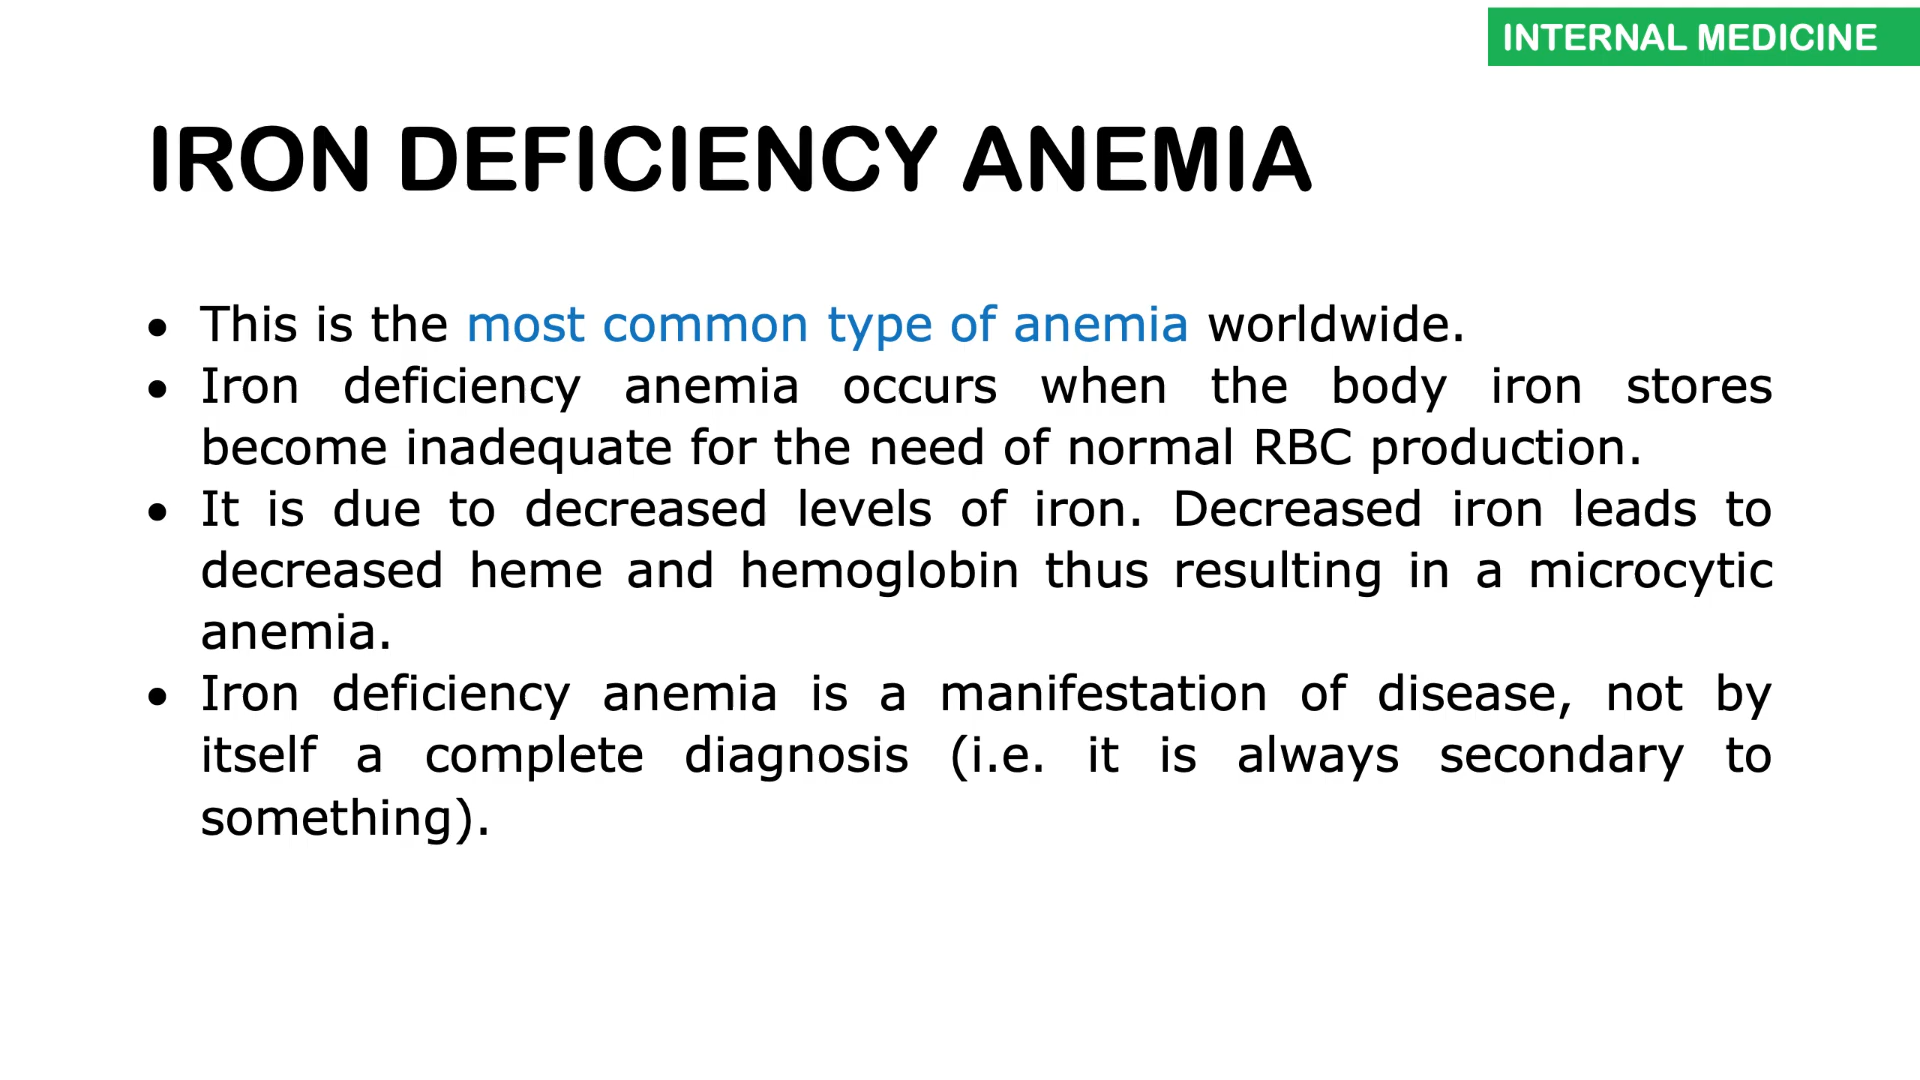 INTERNAL MEDICINE
IRON DEFICIENCY ANEMIA
• This is the most common type of anemia worldwide.
• Iron deficiency anemia occurs when the body iron stores
become inadequate for the need of normal RBC production.
• It is due to decreased levels of iron. Decreased iron leads to
decreased heme and hemoglobin thus resulting in a microcytic
anemia.
• Iron deficiency anemia is a manifestation of disease, not by
itself a complete diagnosis (i.e. it is always secondary to
something).